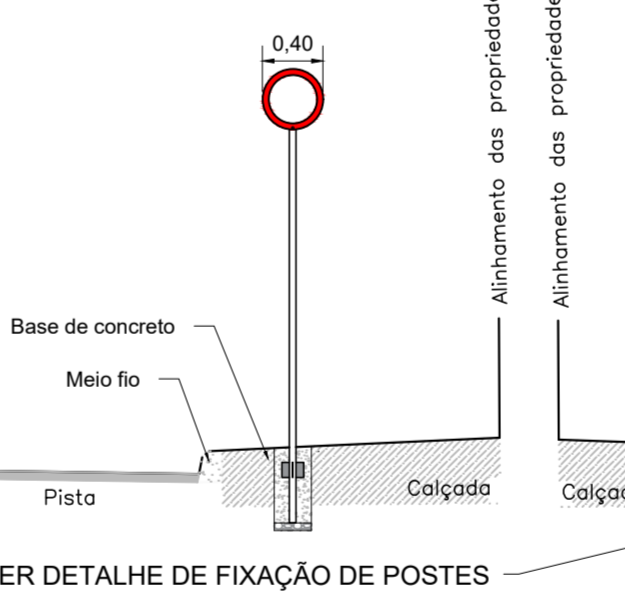 0,40
Alinhamento das propriedade
Alinhamento das propriedade
Base de concreto
Meio fio
Pista
Calçada
Calçad
ER DETALHE DE FIXAÇÃO DE POSTES